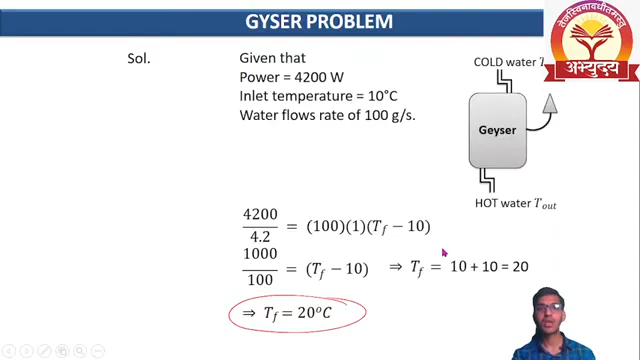 GYSER PROBLEM
Sol.
Given that
Power = 4200 W
Inlet temperature = 10°C
Water flows rate of 100 g/s.
COLD water T
Geyser
HOT water T_out
4200/4.2 = (100)(1)(T_f − 10)
1000/100 = (T_f − 10) ⇒ T_f = 10 + 10 = 20
⇒ T_f = 20°C
अभ्युदय